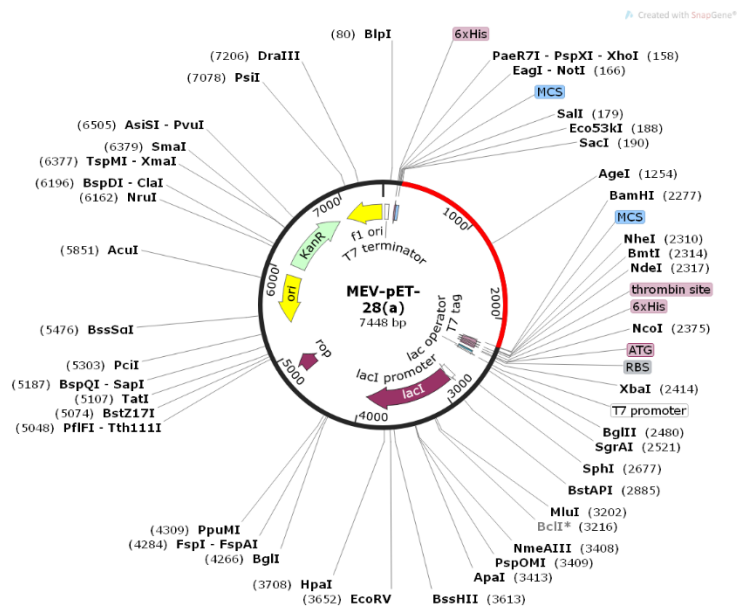 Created with SnapGene®
(80) BlpI
6xHis
(7206) DraIII
(7078) PsiI
PaeR7I - PspXI - XhoI (158)
EagI - NotI (166)
MCS
SalI (179)
Eco53kI (188)
SacI (190)
(6505) AsiSI - PvuI
(6379) SmaI
(6377) TspMI - XmaI
(6196) BspDI - ClaI
(6162) NruI
(5851) AcuI
(5476) BssSαI
(5303) PciI
(5187) BspQI - SapI
(5107) TatI
(5074) BstZ17I
(5048) PflFI - Tth111I
AgeI (1254)
BamHI (2277)
MCS
NheI (2310)
BmtI (2314)
NdeI (2317)
thrombin site
6xHis
NcoI (2375)
ATG
RBS
XbaI (2414)
T7 promoter
BglII (2480)
SgrAI (2521)
SphI (2677)
BstAPI (2885)
MluI (3202)
BclI* (3216)
NmeAIII (3408)
PspOMI (3409)
ApaI (3413)
BssHII (3613)
(4309) PpuMI
(4284) FspI - FspAI
(4266) BglI
(3708) HpaI
(3652) EcoRV
7000
1000
2000
3000
4000
5000
6000
f1 ori
T7 terminator
KanR
ori
rop
MEV-pET-
28(a)
7448 bp
T7 tag
lac operator
lacI promoter
lacI